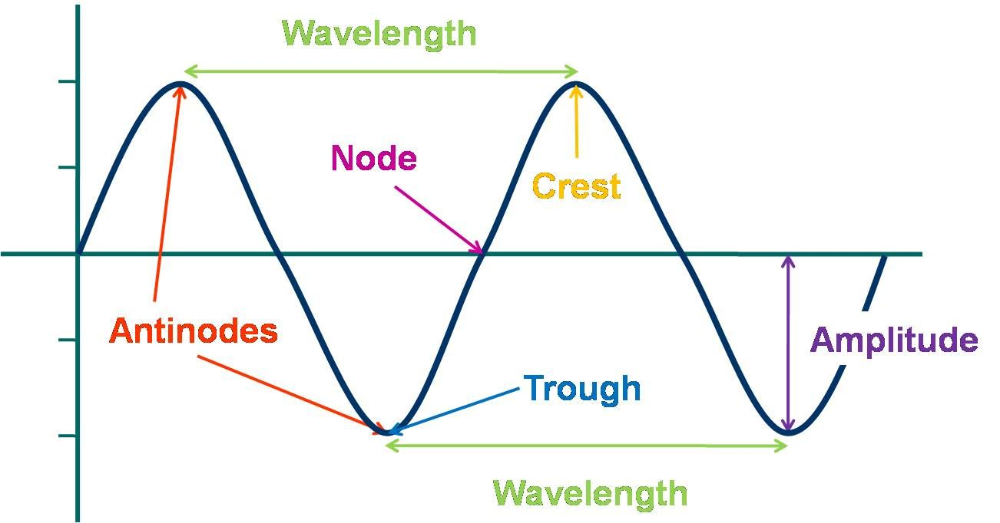 Wavelength
Node
Crest
Antinodes
Amplitude
Trough
Wavelength